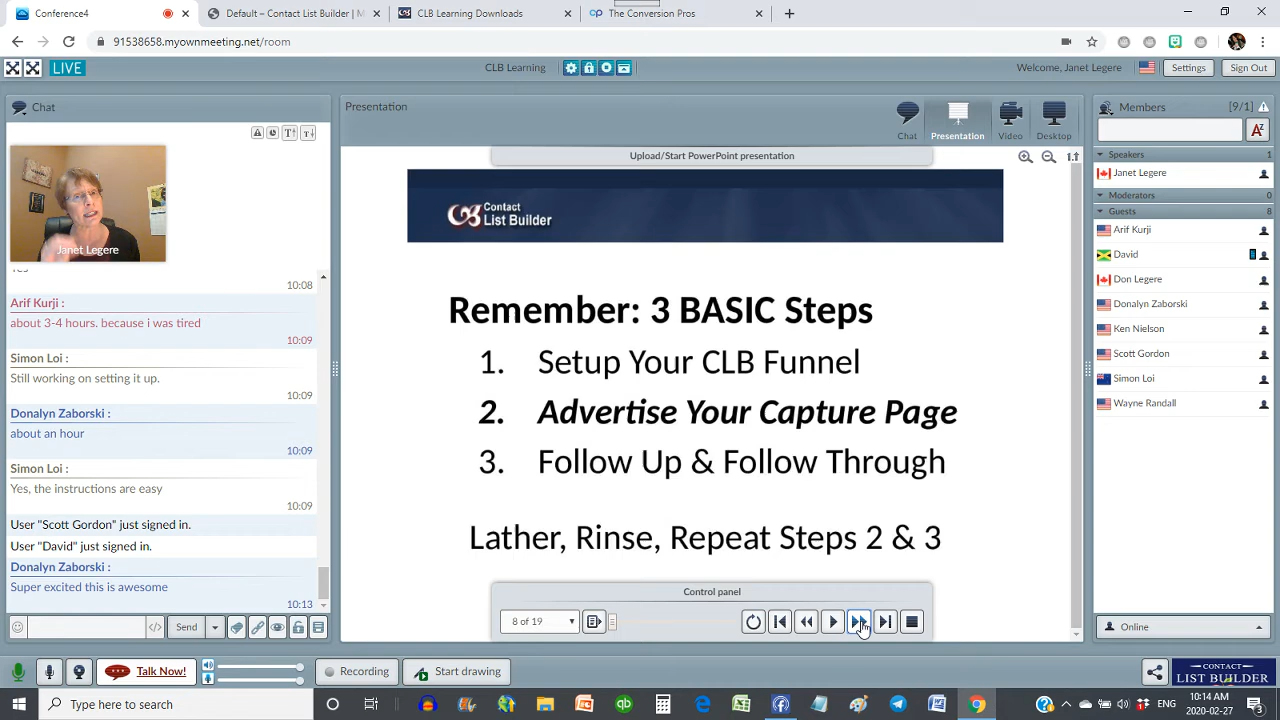 Conference4
Default – Contact List Builder | M
CLB Learning Downloads
The Conversion Pros
91538658.myownmeeting.net/room
LIVE
CLB Learning
Welcome, Janet Legere
Settings
Sign Out
Chat
Janet Legere
10:08
Arif Kurji :
about 3-4 hours. because i was tired
10:09
Simon Loi :
Still working on setting it up.
10:09
Donalyn Zaborski :
about an hour
10:09
Simon Loi :
Yes, the instructions are easy
10:09
User "Scott Gordon" just signed in.
User "David" just signed in.
Donalyn Zaborski :
Super excited this is awesome
10:13
Send
Presentation
Chat
Presentation
Video
Desktop
Upload/Start PowerPoint presentation
1:1
Contact
List Builder
Remember: 3 BASIC Steps
1. Setup Your CLB Funnel
2. Advertise Your Capture Page
3. Follow Up & Follow Through
Lather, Rinse, Repeat Steps 2 & 3
Control panel
8 of 19
Members
[9/1]
Speakers
1
Janet Legere
Moderators
0
Guests
8
Arif Kurji
David
Don Legere
Donalyn Zaborski
Ken Nielson
Scott Gordon
Simon Loi
Wayne Randall
Online
Talk Now!
Recording
Start drawing
CONTACT
LIST BUILDER
Type here to search
10:14 AM
2020-02-27